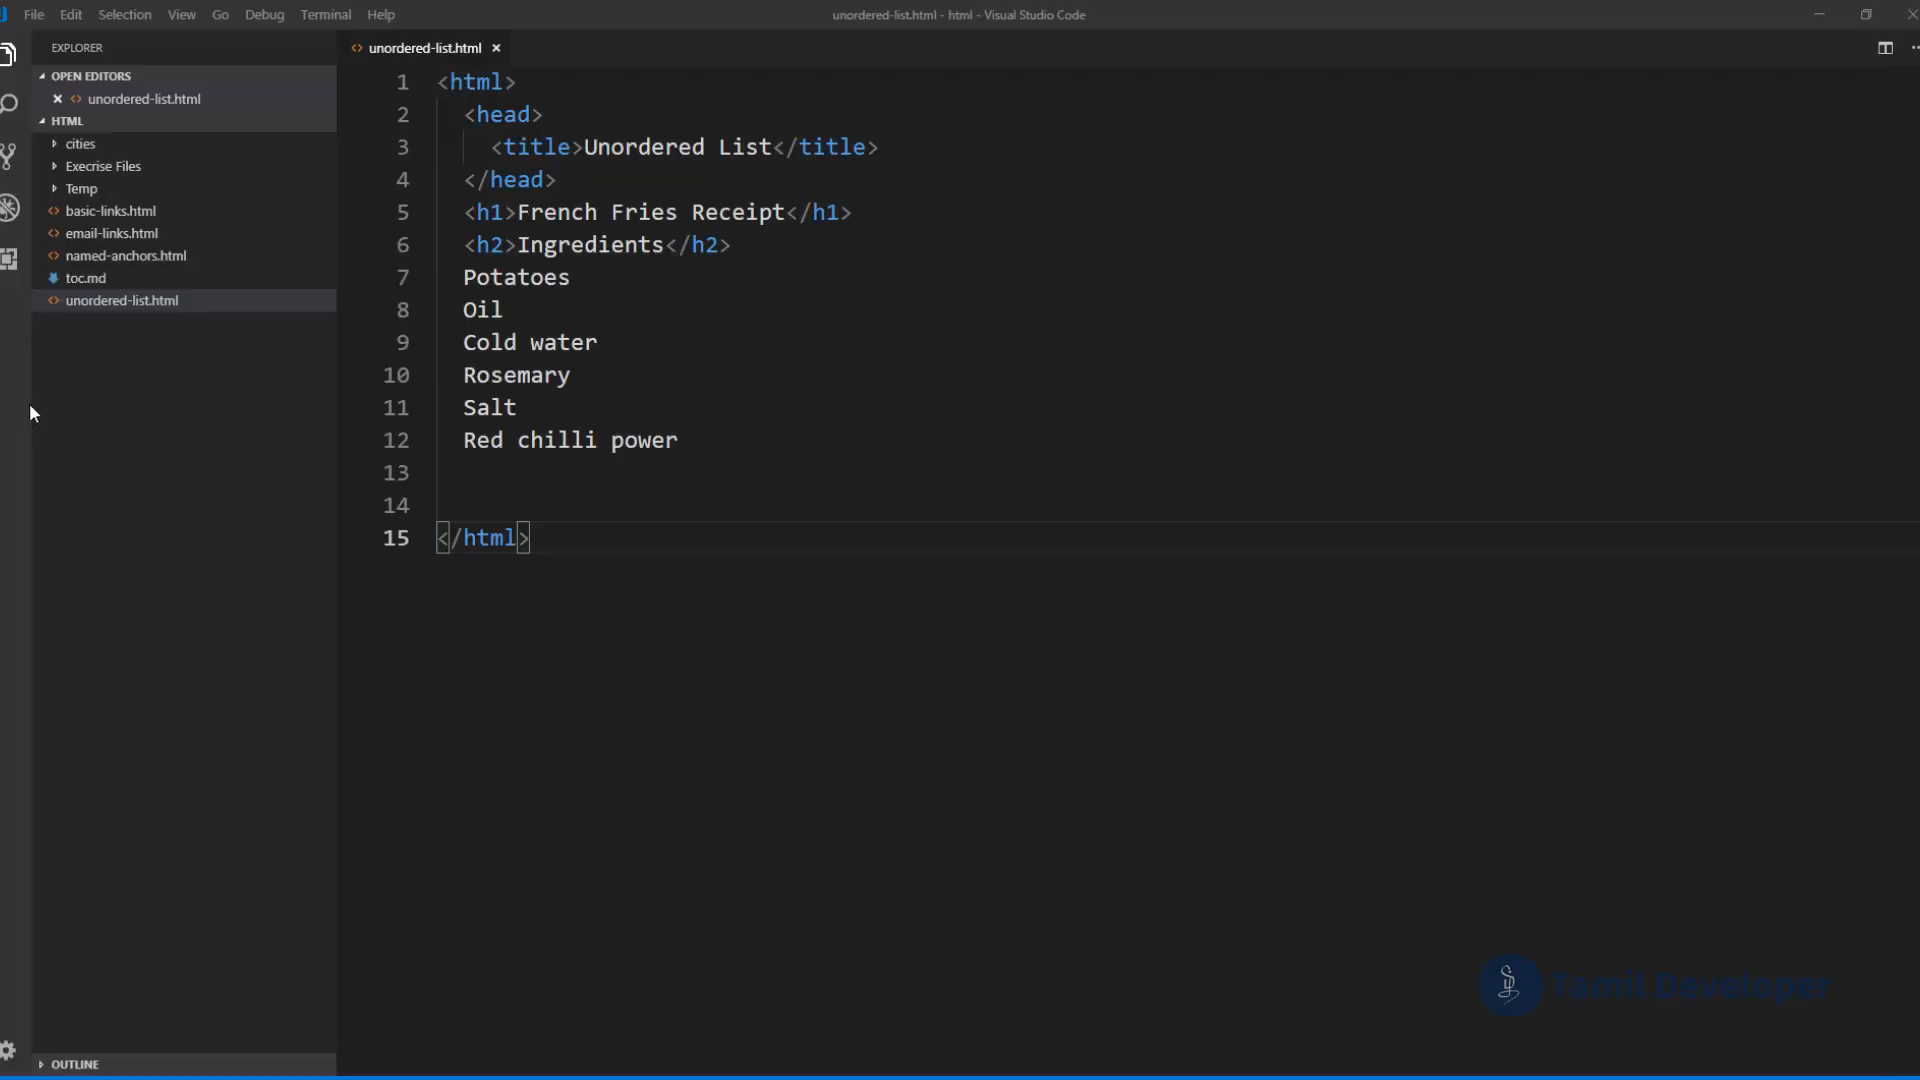 File Edit Selection View Go Debug Terminal Help
unordered-list.html - html - Visual Studio Code
EXPLORER
OPEN EDITORS
unordered-list.html
HTML
cities
Execrise Files
Temp
basic-links.html
email-links.html
named-anchors.html
toc.md
unordered-list.html
OUTLINE
unordered-list.html
1 <html>
2 <head>
3 <title>Unordered List</title>
4 </head>
5 <h1>French Fries Receipt</h1>
6 <h2>Ingredients</h2>
7 Potatoes
8 Oil
9 Cold water
10 Rosemary
11 Salt
12 Red chilli power
13
14
15 </html>
Tamil Developer